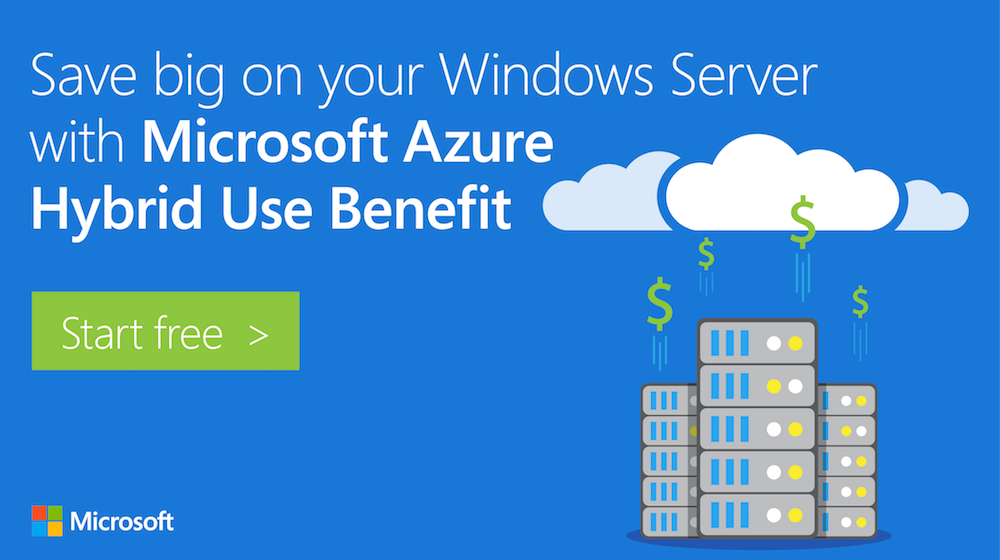 Save big on your Windows Server
with Microsoft Azure
Hybrid Use Benefit
Start free >
$
$
$
$
Microsoft